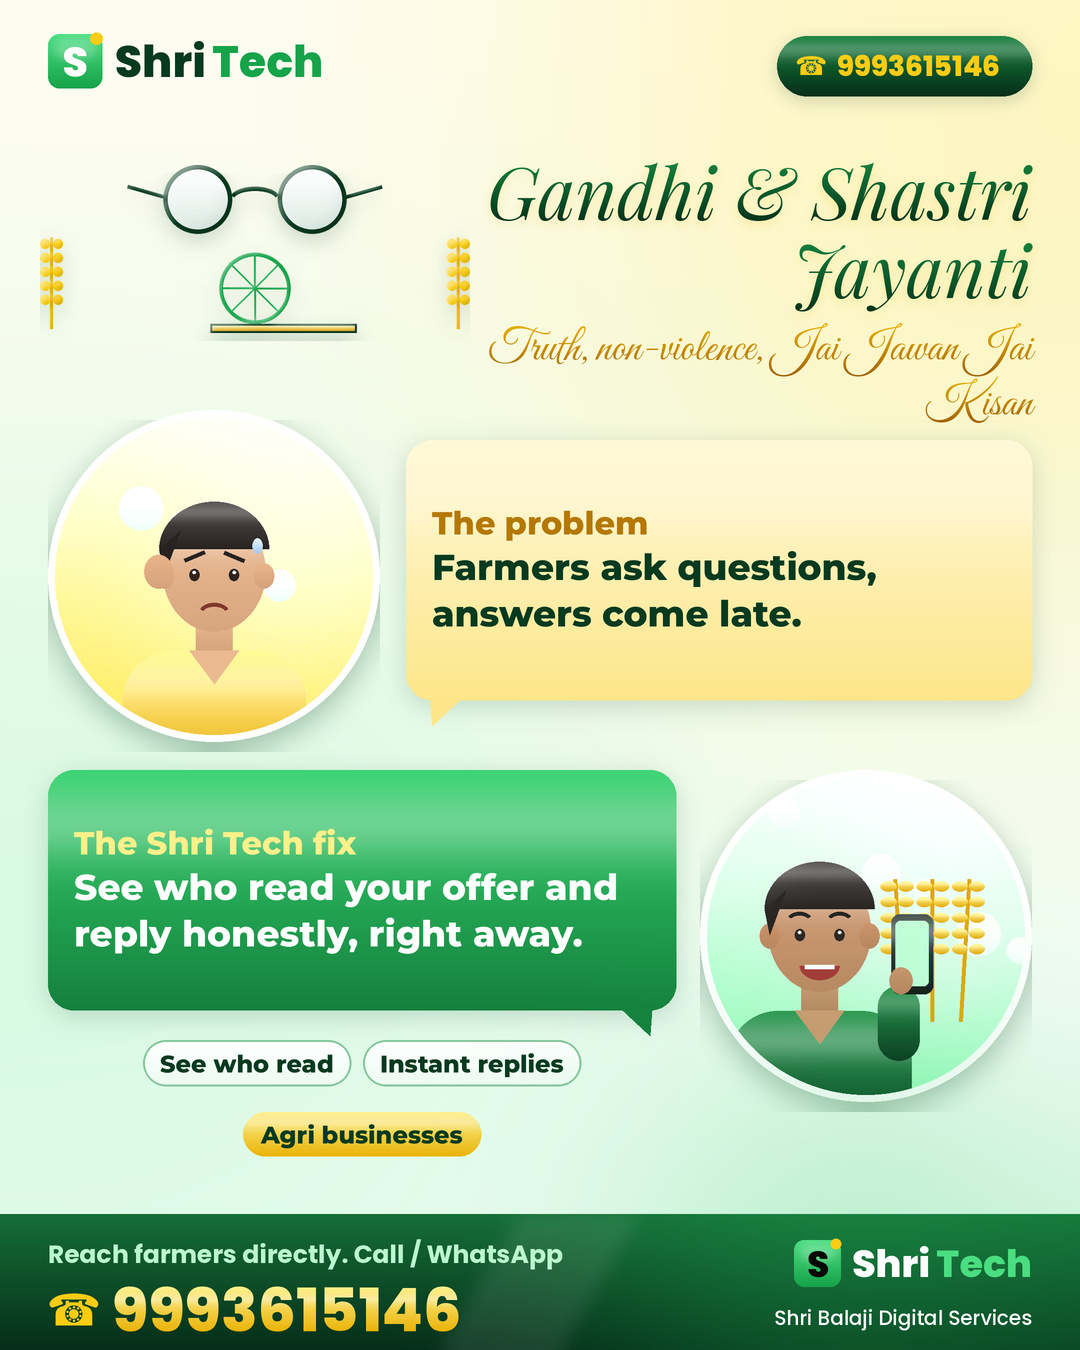 S Shri Tech
☎ 9993615146
Gandhi & Shastri
Jayanti
Truth, non-violence, Jai Jawan Jai
Kisan
The problem
Farmers ask questions,
answers come late.
The Shri Tech fix
See who read your offer and
reply honestly, right away.
See who read
Instant replies
Agri businesses
Reach farmers directly. Call / WhatsApp
☎ 9993615146
S Shri Tech
Shri Balaji Digital Services